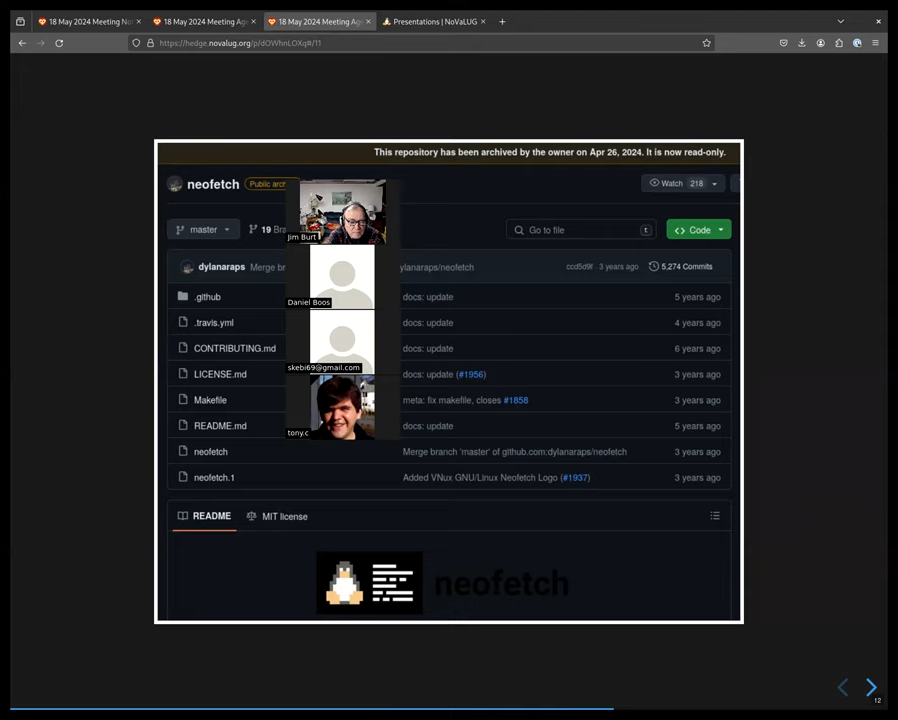 18 May 2024 Meeting No
18 May 2024 Meeting Age
18 May 2024 Meeting Age
Presentations | NoVaLUG
https://hedge.novalug.org/p/dOWhnLOXq#/11
This repository has been archived by the owner on Apr 26, 2024. It is now read-only.
neofetch
Public arch
Watch 218
master
19 Bra
Go to file
t
Code
dylanaraps Merge br
ylanaraps/neofetch
ccd5d9f · 3 years ago
5,274 Commits
.github
docs: update
5 years ago
.travis.yml
docs: update
4 years ago
CONTRIBUTING.md
docs: update
6 years ago
LICENSE.md
docs: update (#1956)
3 years ago
Makefile
meta: fix makefile, closes #1858
3 years ago
README.md
docs: update
5 years ago
neofetch
Merge branch 'master' of github.com:dylanaraps/neofetch
3 years ago
neofetch.1
Added VNux GNU/Linux Neofetch Logo (#1937)
3 years ago
Jim Burt
Daniel Boos
skebi69@gmail.com
tony.c
README
MIT license
neofetch
12